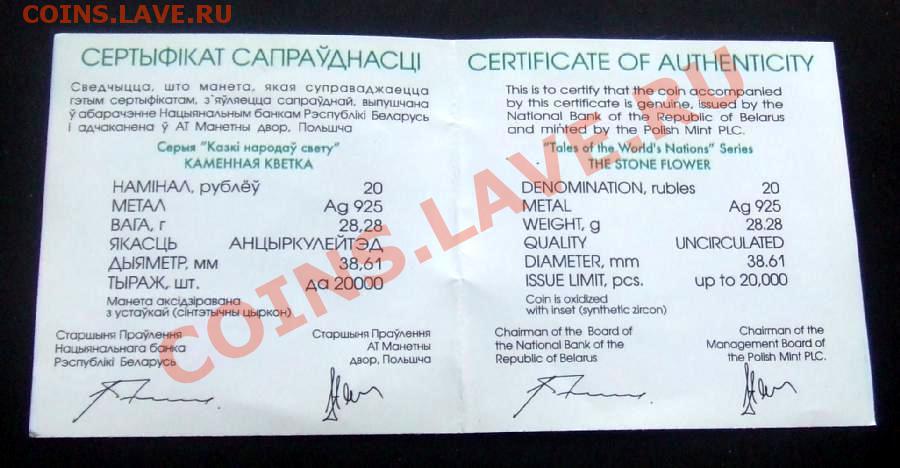 COINS.LAVE.RU
СЕРТЫФІКАТ САПРАЎДНАСЦІ
Сведчыцца, што манета, якая суправаджаецца
гэтым сертыфікатам, з'яўляецца сапраўднай, выпушчана
ў абарачэнне Нацыянальным банкам Рэспублікі Беларусь
і адчаканена ў АТ Манетны двор, Польшча
Серыя "Казкі народаў свету"
КАМЕННАЯ КВЕТКА
НАМІНАЛ, рублёў 20
МЕТАЛ Ag 925
ВАГА, г 28,28
ЯКАСЦЬ АНЦЫРКУЛЕЙТЭД
ДЫЯМЕТР, мм 38,61
ТЫРАЖ, шт. да 20000
Манета аксідзіравана
з устаўкай (сінтэтычны цыркон)
Старшыня Праўлення
Нацыянальнага банка
Рэспублікі Беларусь
Старшыня Праўлення
АТ Манетны
двор, Польшча
CERTIFICATE OF AUTHENTICITY
This is to certify that the coin accompanied
by this certificate is genuine, issued by the
National Bank of the Republic of Belarus
and minted by the Polish Mint PLC.
"Tales of the World's Nations" Series
THE STONE FLOWER
DENOMINATION, rubles 20
METAL Ag 925
WEIGHT, g 28.28
QUALITY UNCIRCULATED
DIAMETER, mm 38.61
ISSUE LIMIT, pcs. up to 20,000
Coin is oxidized
with inset (synthetic zircon)
Chairman of the Board of
the National Bank of the
Republic of Belarus
Chairman of the
Management Board of
the Polish Mint PLC.
COINS.LAVE.RU
COINS.LAVE.RU